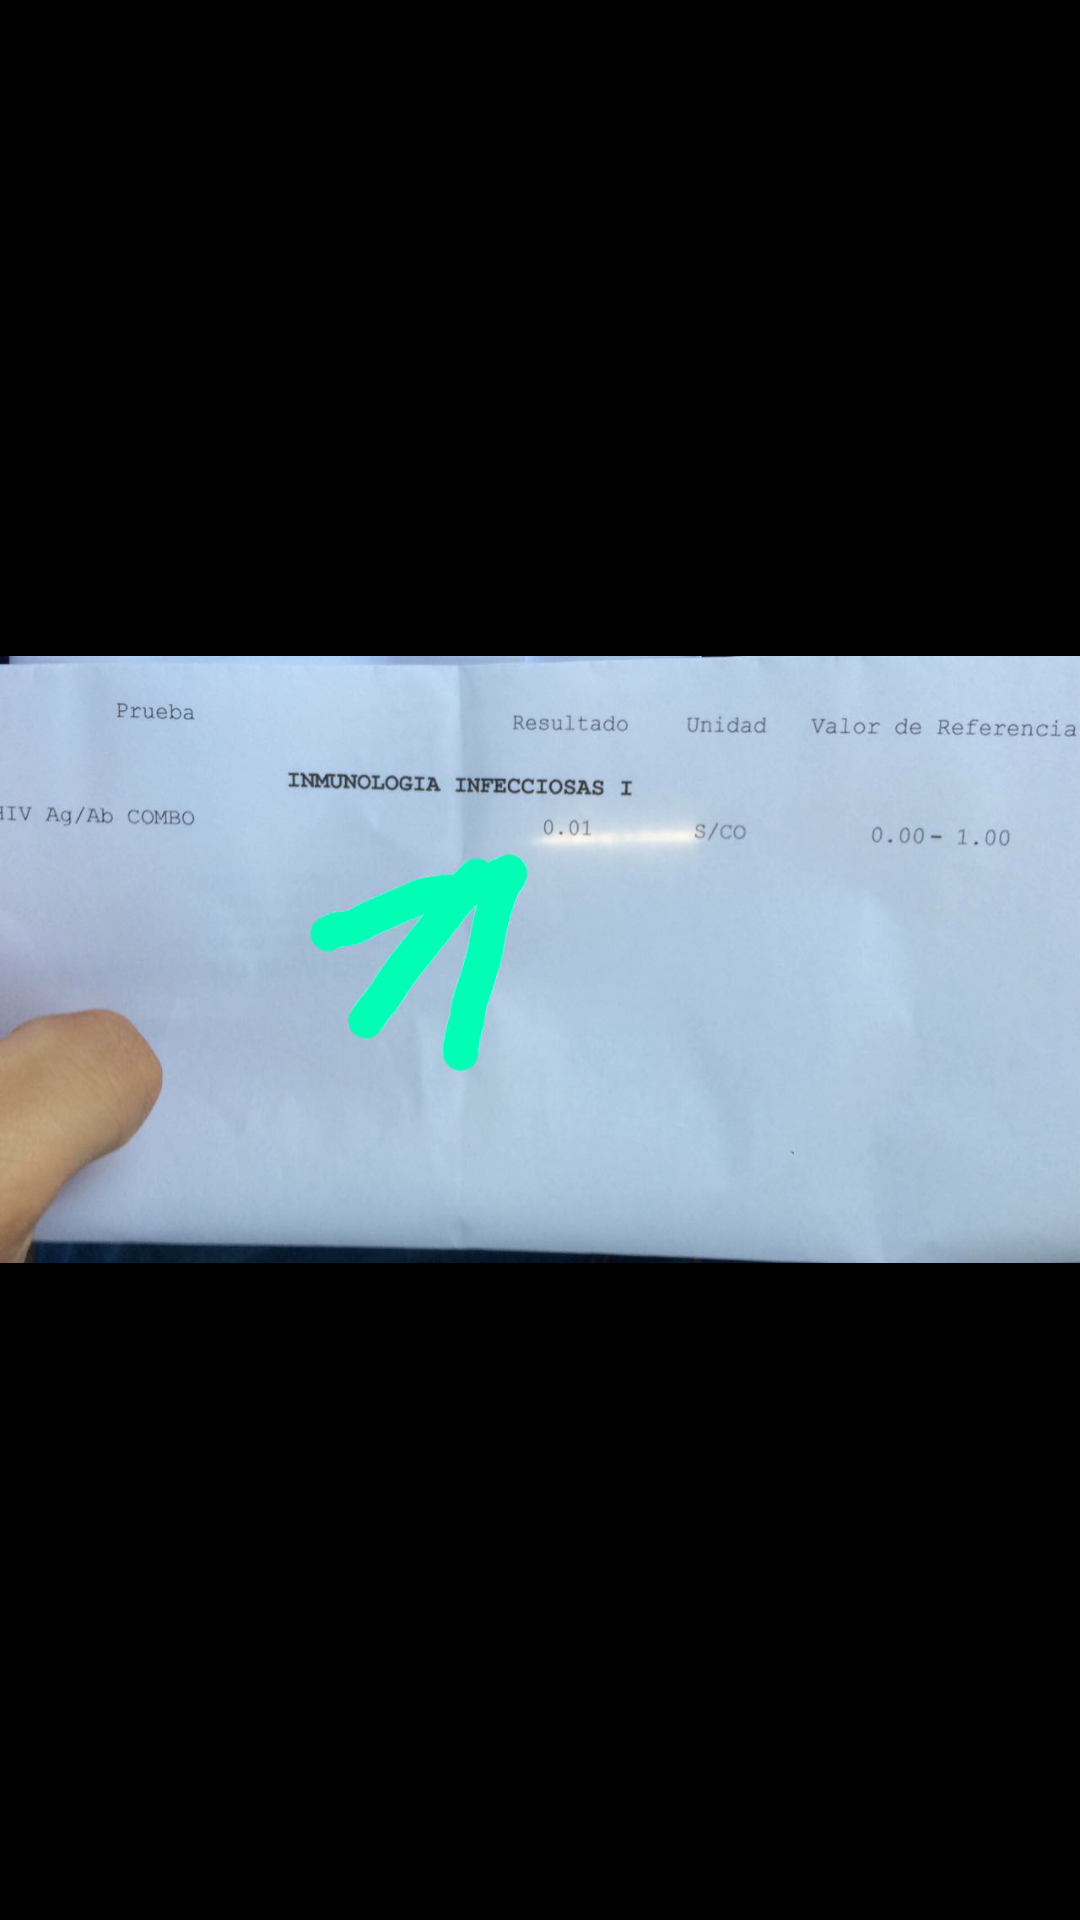 Prueba Resultado Unidad Valor de Referencia
INMUNOLOGIA INFECCIOSAS I
HIV Ag/Ab COMBO 0.01 S/CO 0.00- 1.00